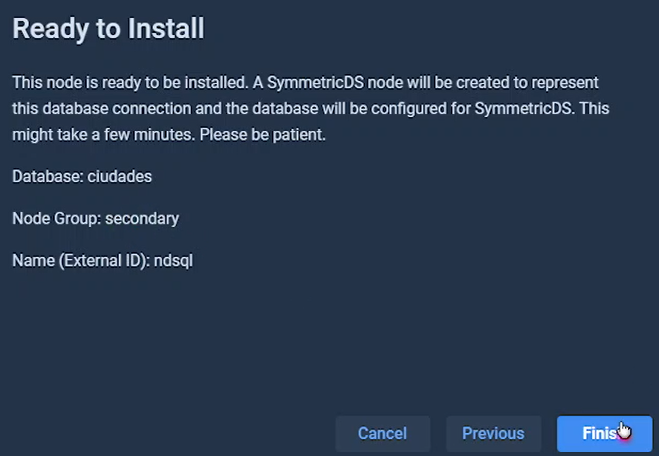 Ready to Install
This node is ready to be installed. A SymmetricDS node will be created to represent
this database connection and the database will be configured for SymmetricDS. This
might take a few minutes. Please be patient.
Database: ciudades
Node Group: secondary
Name (External ID): ndsql
Cancel
Previous
Finish